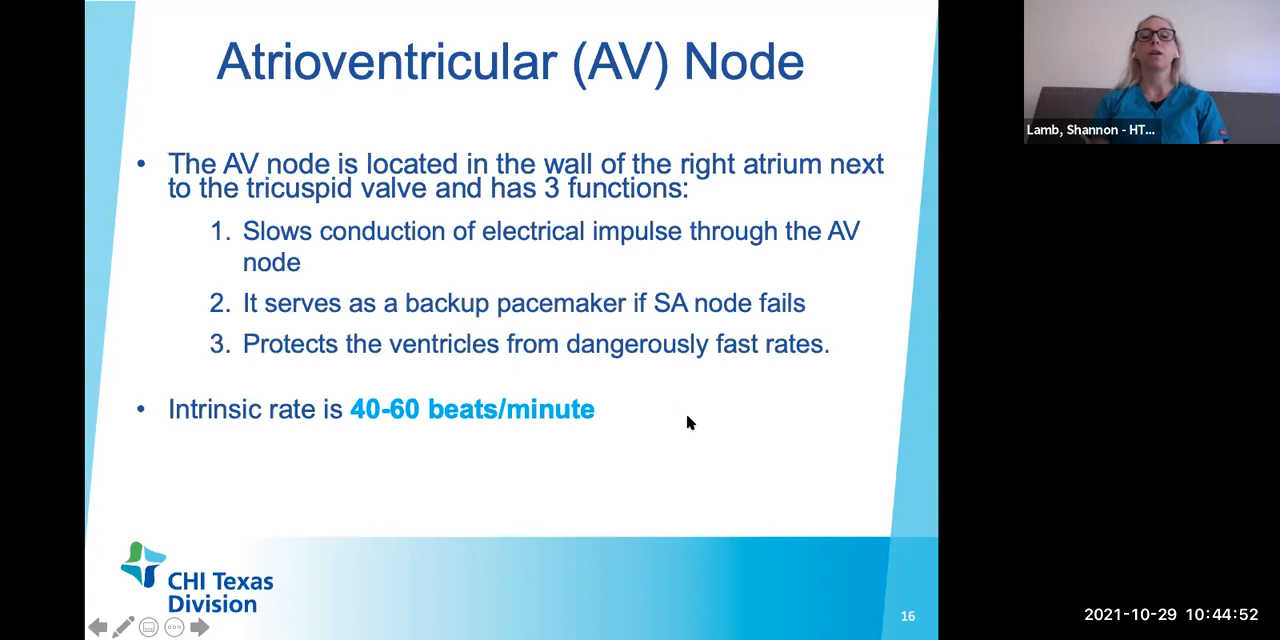 Atrioventricular (AV) Node
• The AV node is located in the wall of the right atrium next
to the tricuspid valve and has 3 functions:
1. Slows conduction of electrical impulse through the AV
node
2. It serves as a backup pacemaker if SA node fails
3. Protects the ventricles from dangerously fast rates.
• Intrinsic rate is 40-60 beats/minute
CHI Texas
Division
16
Lamb, Shannon - HT...
2021-10-29 10:44:52